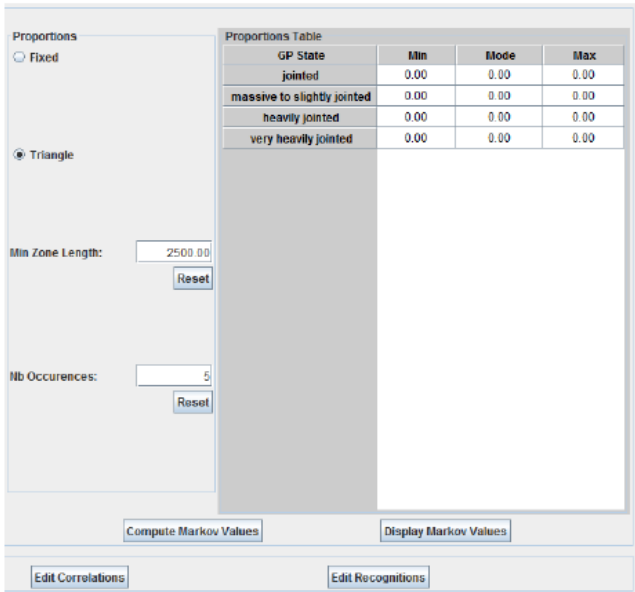 Proportions
Fixed
Triangle
Min Zone Length: 2500.00
Reset
Nb Occurences: 5
Reset
Proportions Table
GP State Min Mode Max
jointed 0.00 0.00 0.00
massive to slightly jointed 0.00 0.00 0.00
heavily jointed 0.00 0.00 0.00
very heavily jointed 0.00 0.00 0.00
Compute Markov Values Display Markov Values
Edit Correlations Edit Recognitions